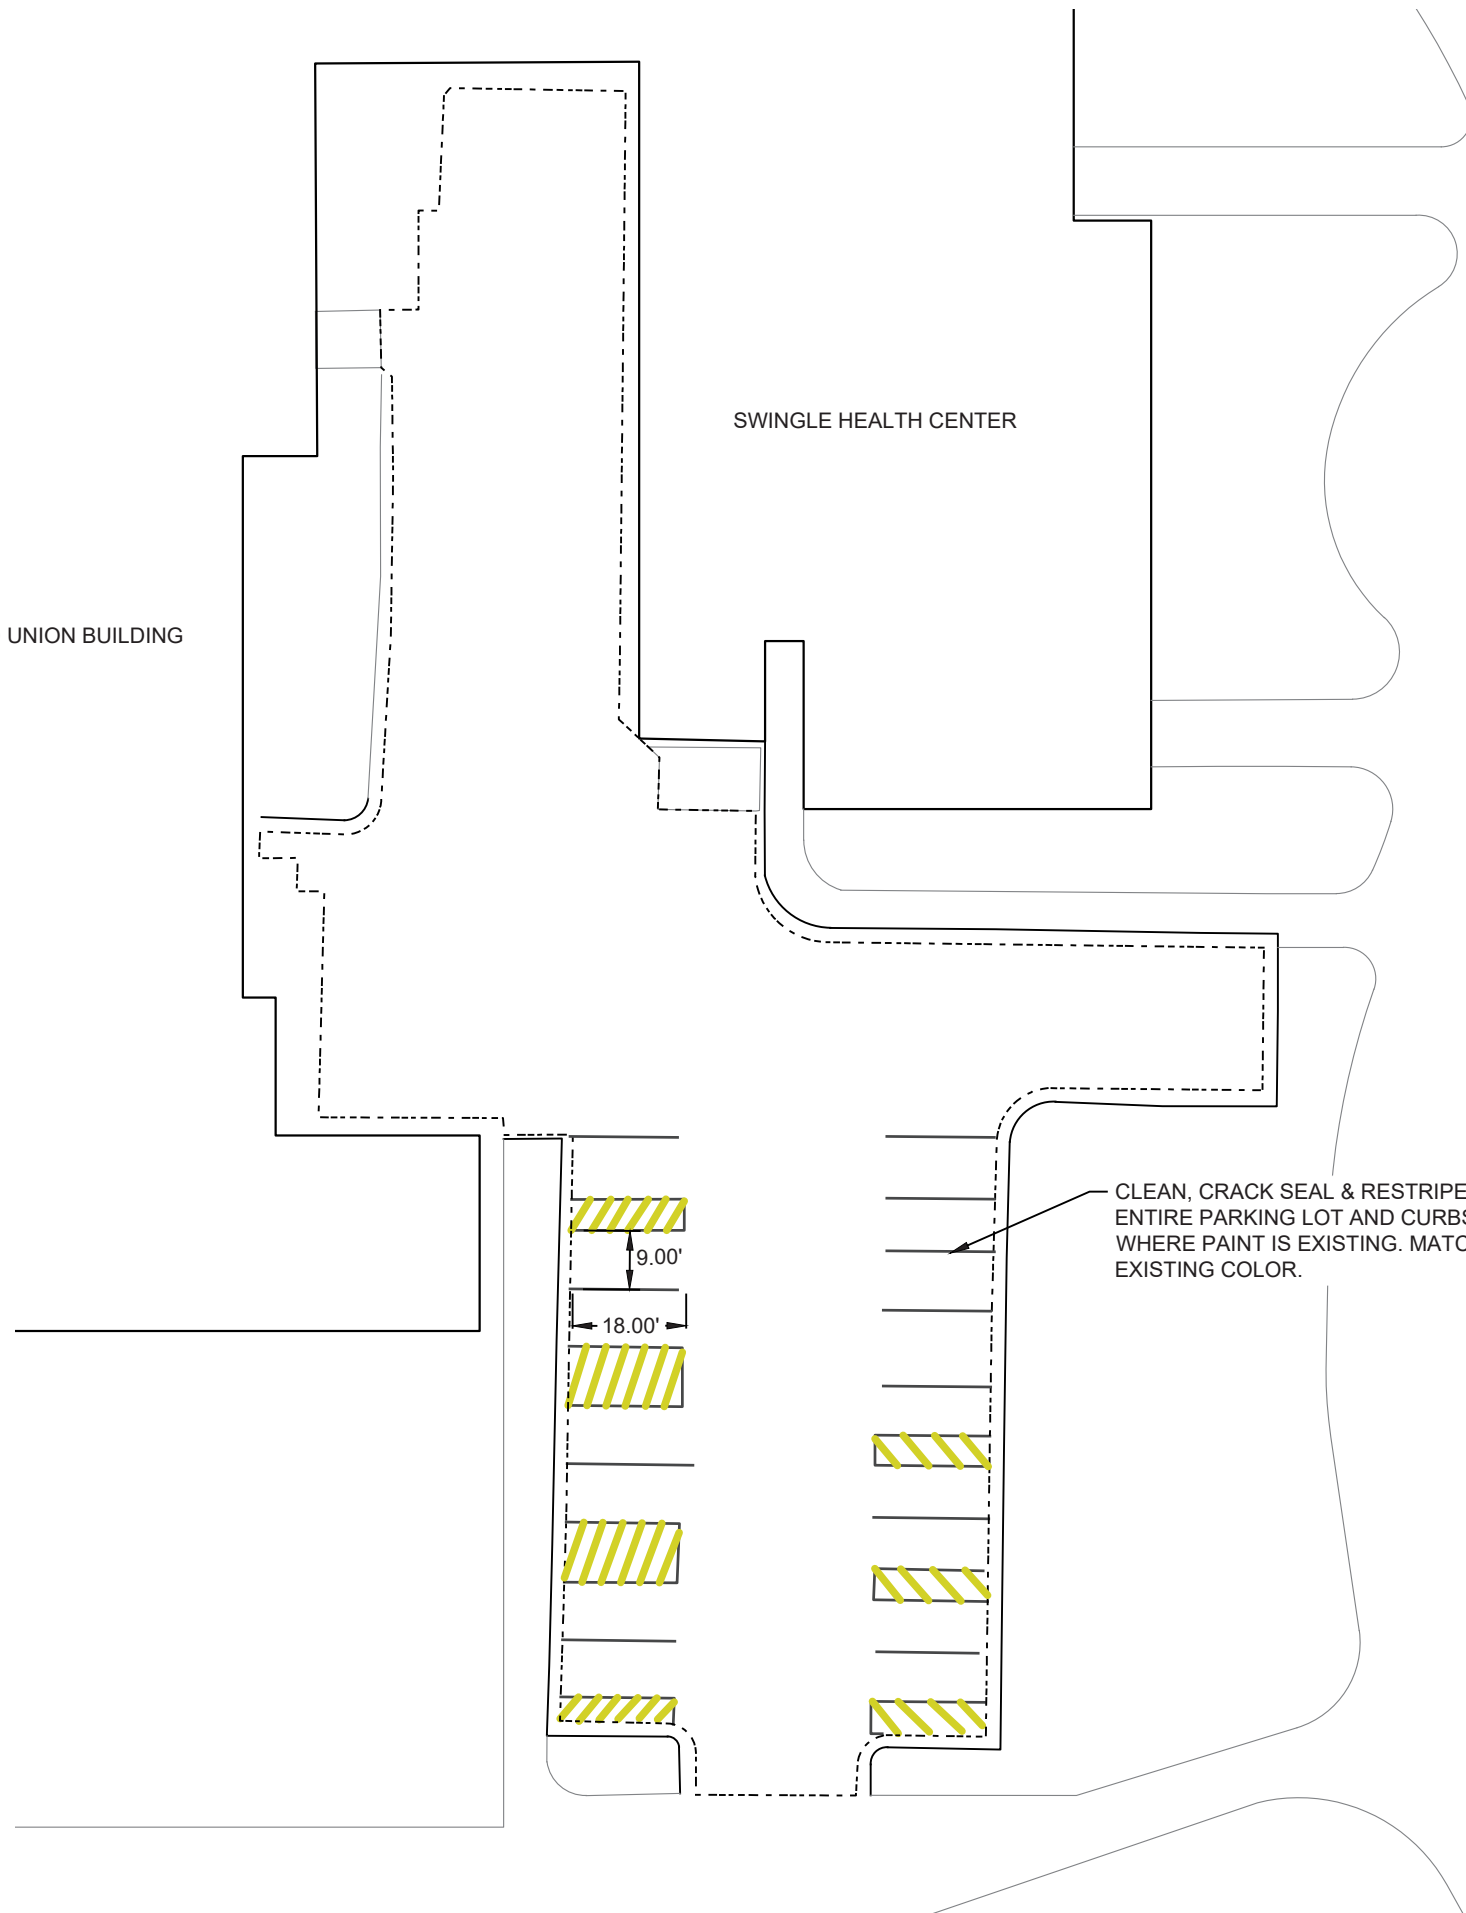 SWINGLE HEALTH CENTER
UNION BUILDING
CLEAN, CRACK SEAL & RESTRIPE
ENTIRE PARKING LOT AND CURBS
WHERE PAINT IS EXISTING. MATC
EXISTING COLOR.
9.00'
18.00'